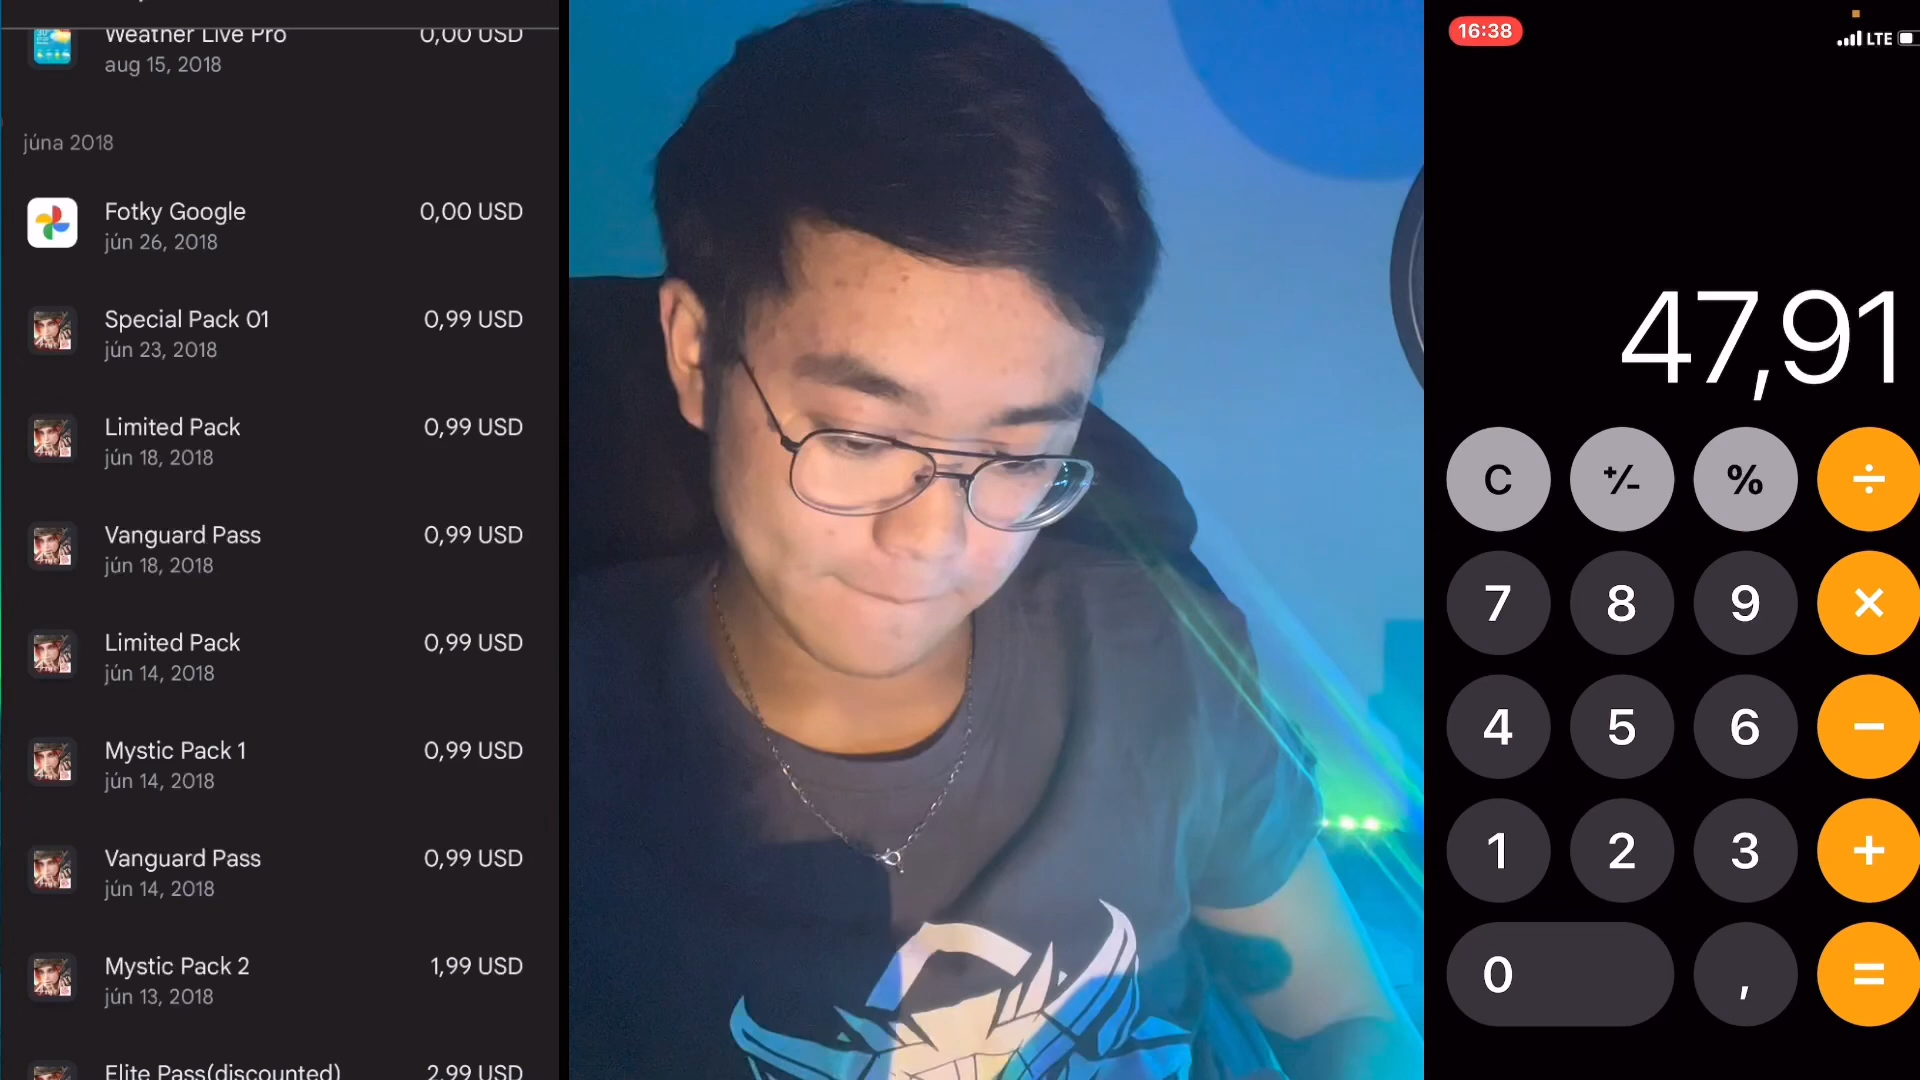 Weather Live Pro 0,00 USD
aug 15, 2018
júna 2018
Fotky Google 0,00 USD
jún 26, 2018
Special Pack 01 0,99 USD
jún 23, 2018
Limited Pack 0,99 USD
jún 18, 2018
Vanguard Pass 0,99 USD
jún 18, 2018
Limited Pack 0,99 USD
jún 14, 2018
Mystic Pack 1 0,99 USD
jún 14, 2018
Vanguard Pass 0,99 USD
jún 14, 2018
Mystic Pack 2 1,99 USD
jún 13, 2018
Elite Pass(discounted) 2,99 USD
16:38
LTE
47,91
C +/- % ÷
7 8 9 ×
4 5 6 −
1 2 3 +
0 , =